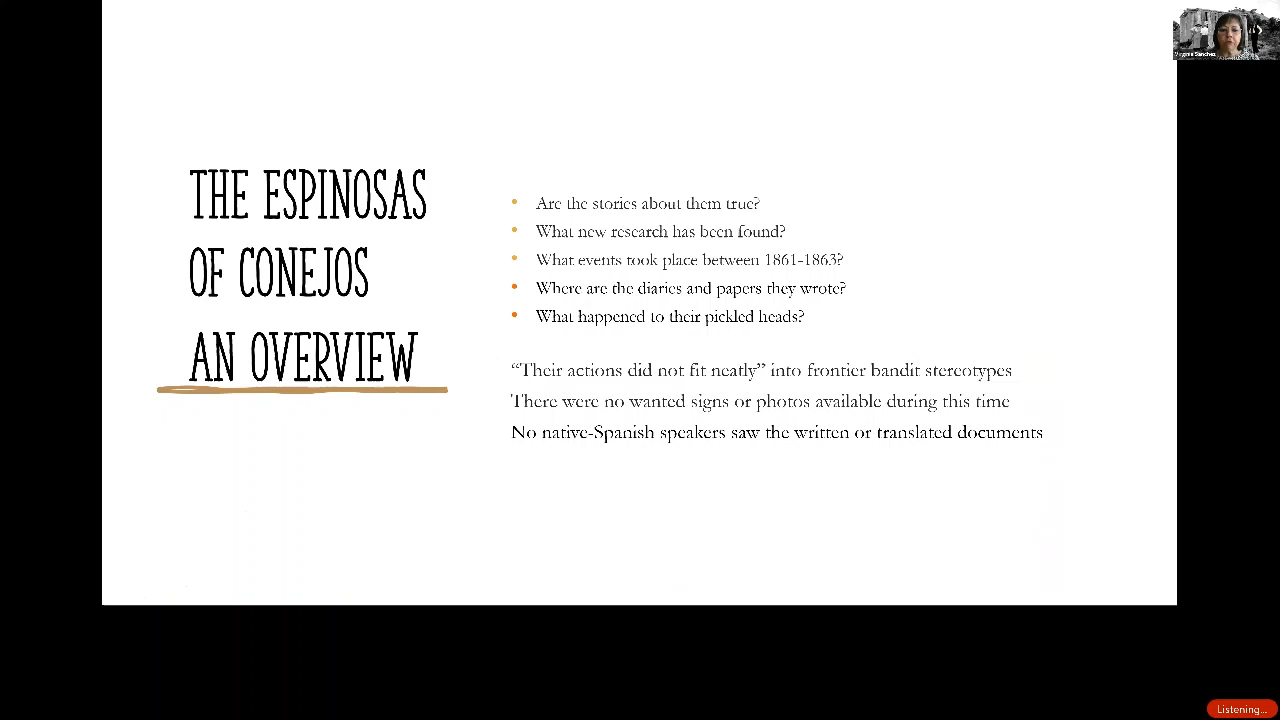 Virginia Sanchez
THE ESPINOSAS
OF CONEJOS
AN OVERVIEW
• Are the stories about them true?
• What new research has been found?
• What events took place between 1861-1863?
• Where are the diaries and papers they wrote?
• What happened to their pickled heads?
“Their actions did not fit neatly” into frontier bandit stereotypes
There were no wanted signs or photos available during this time
No native-Spanish speakers saw the written or translated documents
Listening...